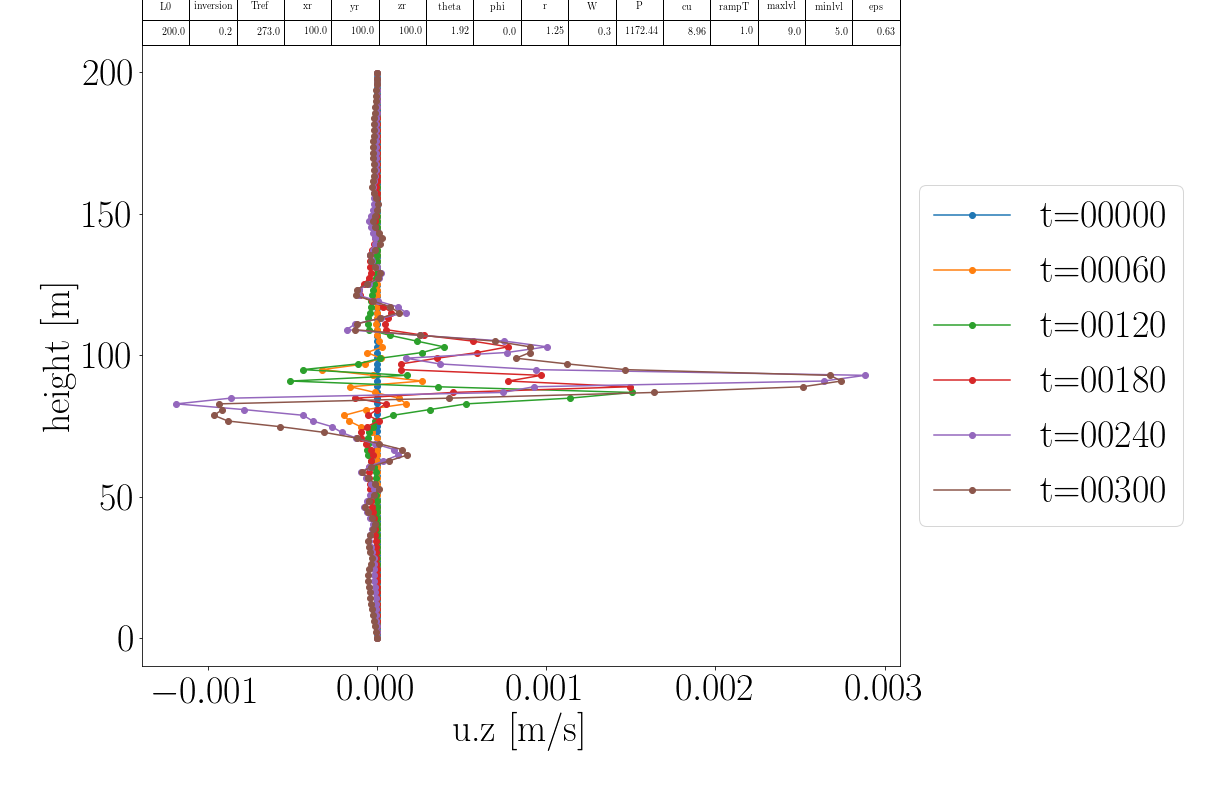 L0 inversion Tref xr yr zr theta phi r W P cu rampT maxlvl minlvl eps
200.0 0.2 273.0 100.0 100.0 100.0 1.92 0.0 1.25 0.3 1172.44 8.96 1.0 9.0 5.0 0.63
200
150
100
50
0
height [m]
−0.001 0.000 0.001 0.002 0.003
u.z [m/s]
t=00000
t=00060
t=00120
t=00180
t=00240
t=00300